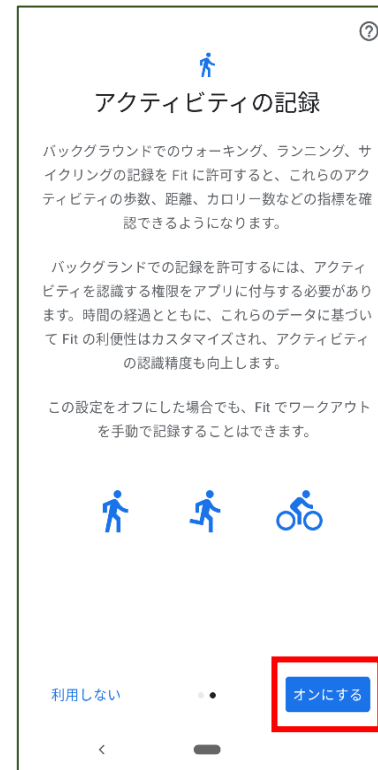 ?
アクティビティの記録
バックグラウンドでのウォーキング、ランニング、サ
イクリングの記録を Fit に許可すると、これらのアク
ティビティの歩数、距離、カロリー数などの指標を確
認できるようになります。
バックグランドでの記録を許可するには、アクティ
ビティを認識する権限をアプリに付与する必要があり
ます。時間の経過とともに、これらのデータに基づい
て Fit の利便性はカスタマイズされ、アクティビティ
の認識精度も向上します。
この設定をオフにした場合でも、Fit でワークアウト
を手動で記録することはできます。
利用しない
オンにする